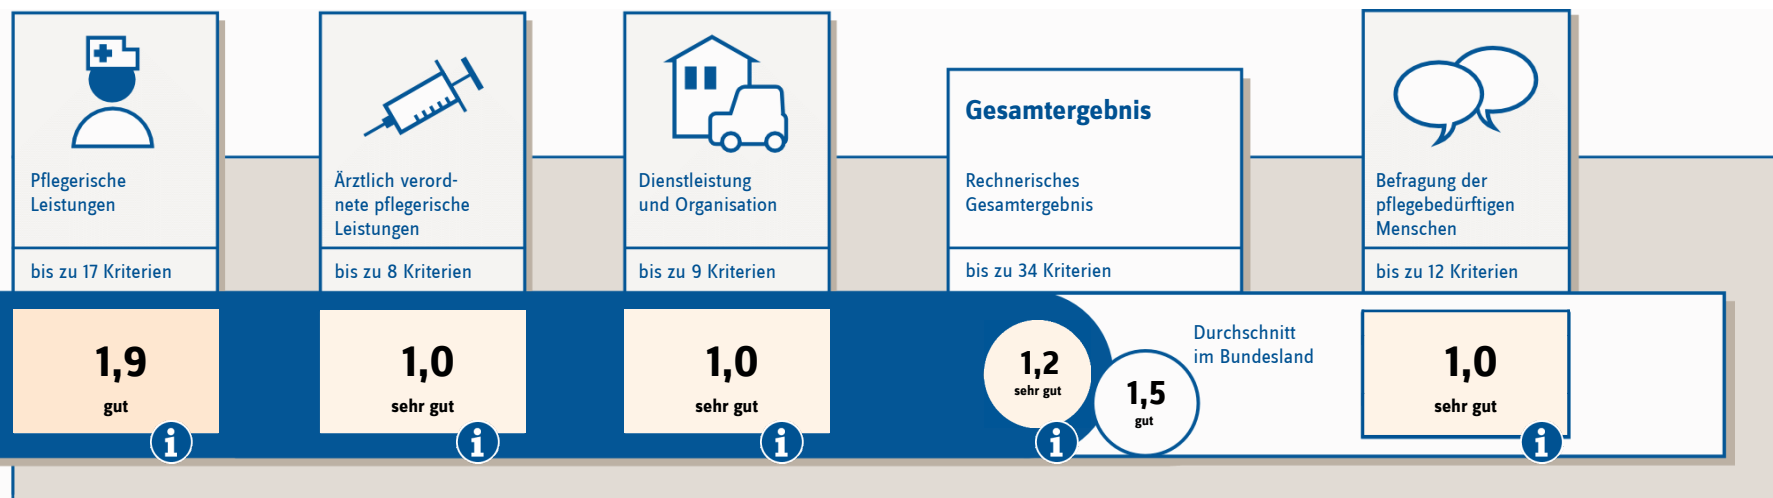 Pflegerische
Leistungen
bis zu 17 Kriterien
1,9
gut
i
Ärztlich verord-
nete pflegerische
Leistungen
bis zu 8 Kriterien
1,0
sehr gut
i
Dienstleistung
und Organisation
bis zu 9 Kriterien
1,0
sehr gut
i
Gesamtergebnis
Rechnerisches
Gesamtergebnis
bis zu 34 Kriterien
1,2
sehr gut
i
1,5
gut
Durchschnitt
im Bundesland
Befragung der
pflegebedürftigen
Menschen
bis zu 12 Kriterien
1,0
sehr gut
i